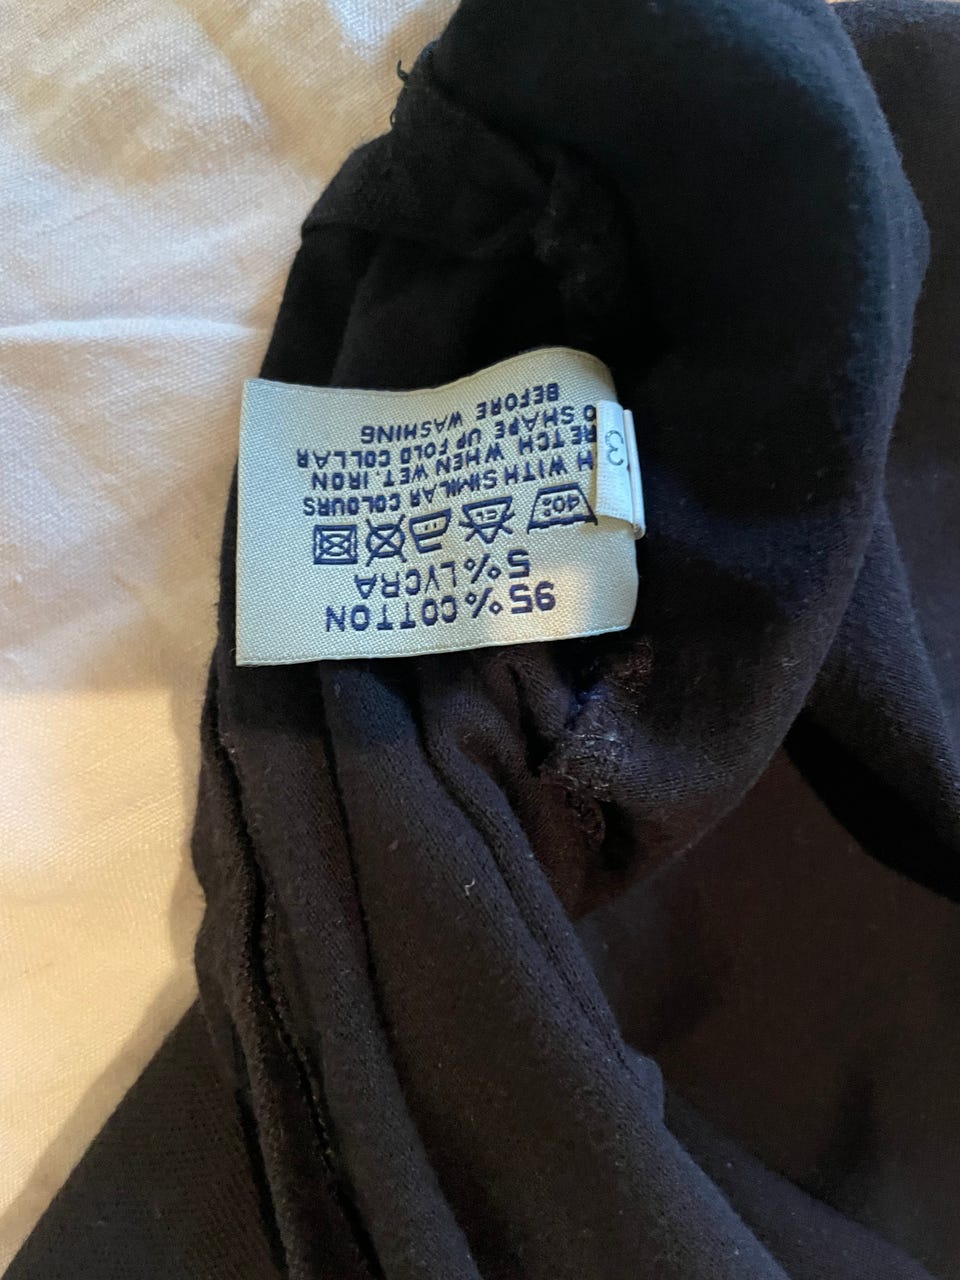 95% COTTON
5% LYCRA
40° CL
H WITH SIMILAR COLOURS
RETCH WHEN WET. IRON
O SHAPE UP FOLD COLLAR
BEFORE WASHING
3